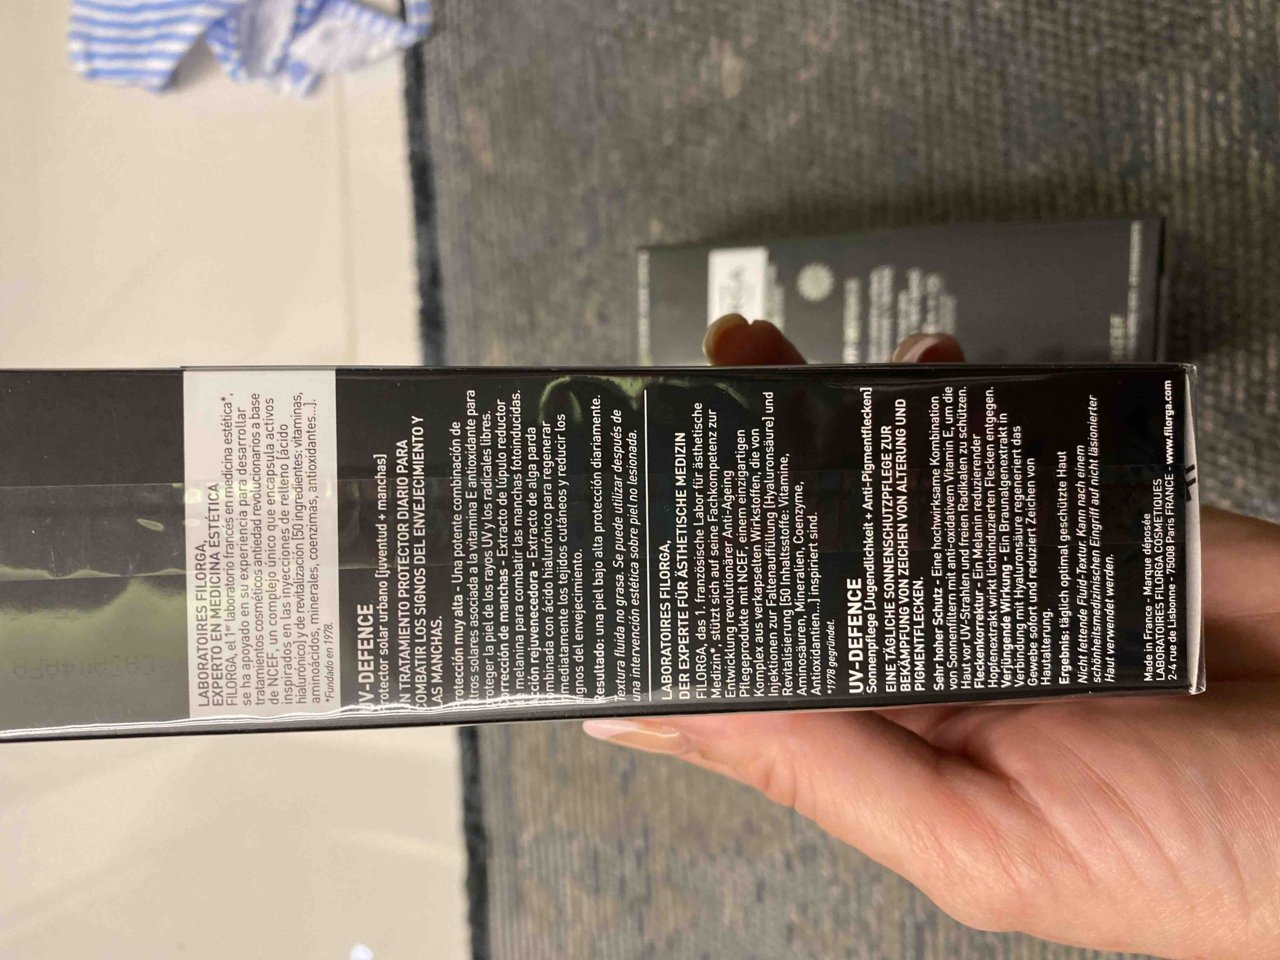 LABORATOIRES FILORGA,
EXPERTO EN MEDICINA ESTÉTICA
FILORGA, el 1er laboratorio francés en medicina estética*,
se ha apoyado en su experiencia para desarrollar
tratamientos cosméticos antiedad revolucionarios a base
de NCEF, un complejo único que encapsula activos
inspirados en las inyecciones de relleno [ácido
hialurónico] y de revitalización [50 ingredientes: vitaminas,
aminoácidos, minerales, coenzimas, antioxidantes...].
*Fundado en 1978.
UV-DEFENCE
Protector solar urbano [juventud + manchas]
UN TRATAMIENTO PROTECTOR DIARIO PARA
COMBATIR LOS SIGNOS DEL ENVEJECIMIENTO Y
LAS MANCHAS.
Protección muy alta - Una potente combinación de
filtros solares asociada a la vitamina E antioxidante para
proteger la piel de los rayos UV y los radicales libres.
Corrección de manchas - Extracto de lúpulo reductor
de melanina para combatir las manchas fotoinducidas.
Acción rejuvenecedora - Extracto de alga parda
combinada con ácido hialurónico para regenerar
inmediatamente los tejidos cutáneos y reducir los
signos del envejecimiento.
Resultado: una piel bajo alta protección diariamente.
Textura fluida no grasa. Se puede utilizar después de
una intervención estética sobre piel no lesionada.
LABORATOIRES FILORGA,
DER EXPERTE FÜR ÄSTHETISCHE MEDIZIN
FILORGA, das 1. französische Labor für ästhetische
Medizin*, stützt sich auf seine Fachkompetenz zur
Entwicklung revolutionärer Anti-Ageing
Pflegeprodukte mit NCEF, einem einzigartigen
Komplex aus verkapselten Wirkstoffen, die von
Injektionen zur Faltenauffüllung [Hyaluronsäure] und
Revitalisierung [50 Inhaltsstoffe: Vitamine,
Aminosäuren, Mineralien, Coenzyme,
Antioxidantien...] inspiriert sind.
*1978 gegründet.
UV-DEFENCE
Sonnenpflege [Jugendlichkeit + Anti-Pigmentflecken]
EINE TÄGLICHE SONNENSCHUTZPFLEGE ZUR
BEKÄMPFUNG VON ZEICHEN VON ALTERUNG UND
PIGMENTFLECKEN.
Sehr hoher Schutz - Eine hochwirksame Kombination
von Sonnenfiltern mit anti-oxidativem Vitamin E, um die
Haut vor UV-Strahlen und freien Radikalen zu schützen.
Fleckenkorrektur - Ein Melanin reduzierender
Hopfenextrakt wirkt lichtinduzierten Flecken entgegen.
Verjüngende Wirkung - Ein Braunalgenextrakt in
Verbindung mit Hyaluronsäure regeneriert das
Gewebe sofort und reduziert Zeichen von
Hautalterung.
Ergebnis: täglich optimal geschützte Haut
Nicht fettende Fluid-Textur. Kann nach einem
schönheitsmedizinischen Eingriff auf nicht läsionierter
Haut verwendet werden.
Made in France - Marque déposée
LABORATOIRES FILORGA COSMETIQUES
2-4 rue de Lisbonne - 75008 Paris FRANCE - www.filorga.com